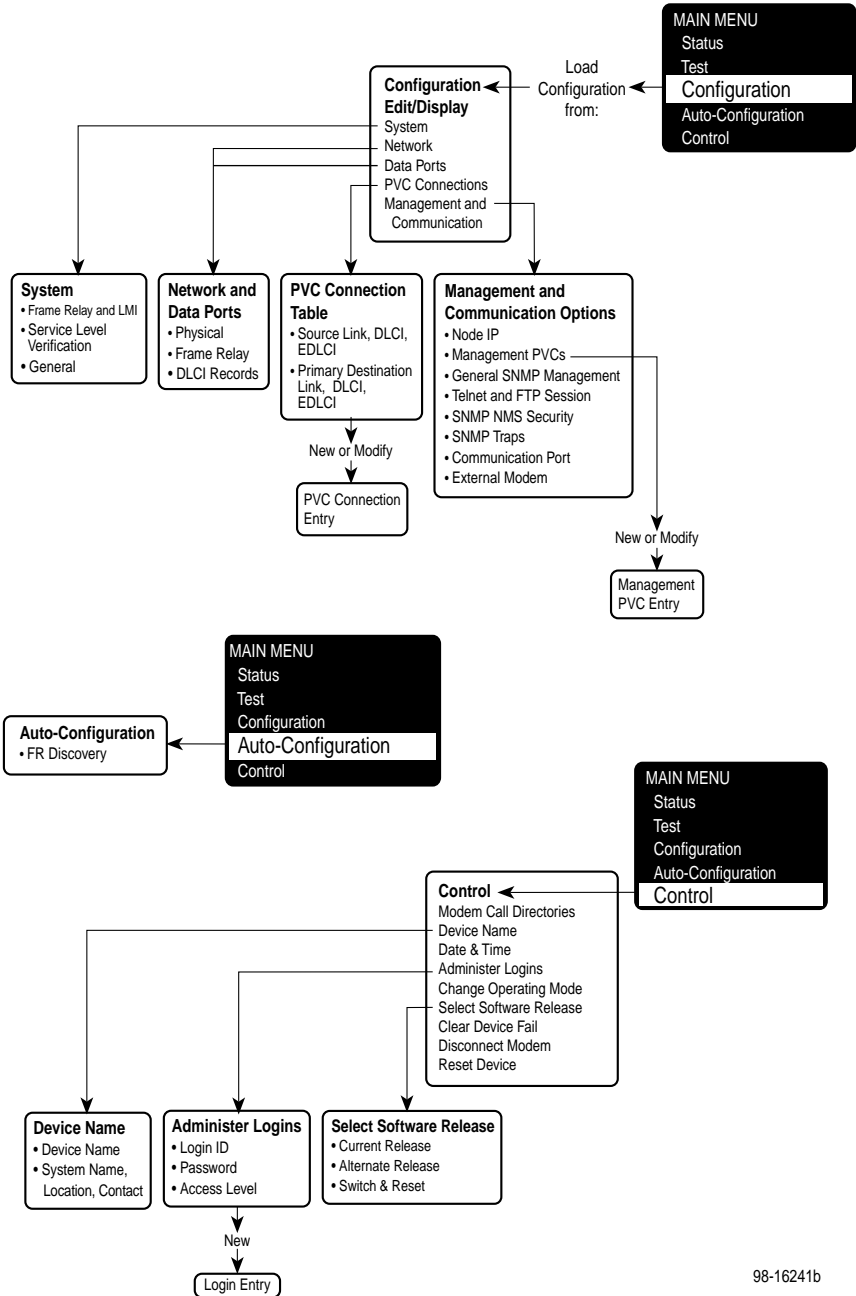 MAIN MENU
Status
Test
Configuration
Auto-Configuration
Control
Load
Configuration
from:
Configuration
Edit/Display
System
Network
Data Ports
PVC Connections
Management and
Communication
System
• Frame Relay and LMI
• Service Level
Verification
• General
Network and
Data Ports
• Physical
• Frame Relay
• DLCI Records
PVC Connection
Table
• Source Link, DLCI,
EDLCI
• Primary Destination
Link, DLCI,
EDLCI
New or Modify
PVC Connection
Entry
Management and
Communication Options
• Node IP
• Management PVCs
• General SNMP Management
• Telnet and FTP Session
• SNMP NMS Security
• SNMP Traps
• Communication Port
• External Modem
New or Modify
Management
PVC Entry
MAIN MENU
Status
Test
Configuration
Auto-Configuration
Control
Auto-Configuration
• FR Discovery
MAIN MENU
Status
Test
Configuration
Auto-Configuration
Control
Control
Modem Call Directories
Device Name
Date & Time
Administer Logins
Change Operating Mode
Select Software Release
Clear Device Fail
Disconnect Modem
Reset Device
Device Name
• Device Name
• System Name,
Location, Contact
Administer Logins
• Login ID
• Password
• Access Level
New
Login Entry
Select Software Release
• Current Release
• Alternate Release
• Switch & Reset
98-16241b